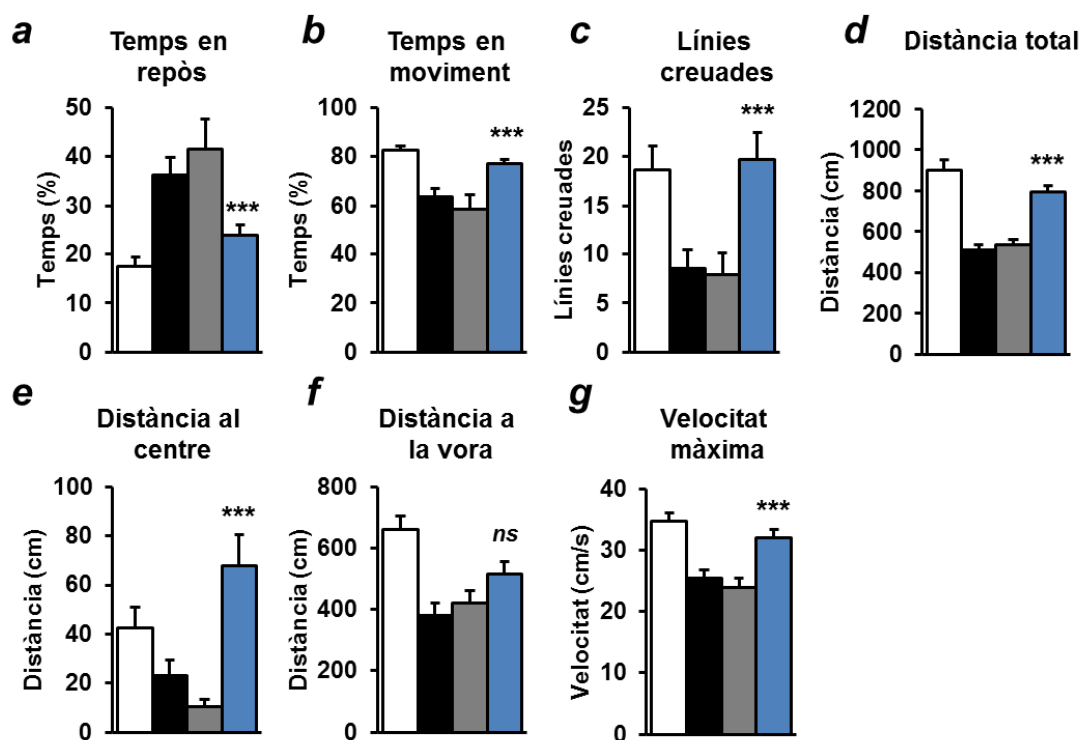 a
Temps en
repòs
Temps (%)
50
40
30
20
10
0
***
b
Temps en
moviment
Temps (%)
100
80
60
40
20
0
***
c
Línies
creuades
Línies creuades
25
20
15
10
5
0
***
d
Distància total
Distància (cm)
1200
1000
800
600
400
200
0
***
e
Distància al
centre
Distància (cm)
100
80
60
40
20
0
***
f
Distància a
la vora
Distància (cm)
800
600
400
200
0
ns
g
Velocitat
màxima
Velocitat (cm/s)
40
30
20
10
0
***